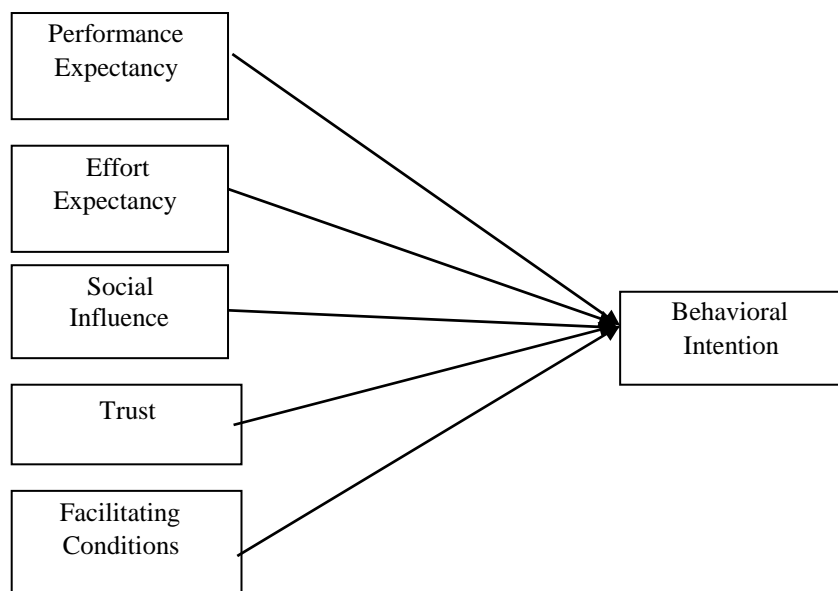 Performance
Expectancy
Effort
Expectancy
Social
Influence
Behavioral
Intention
Trust
Facilitating
Conditions